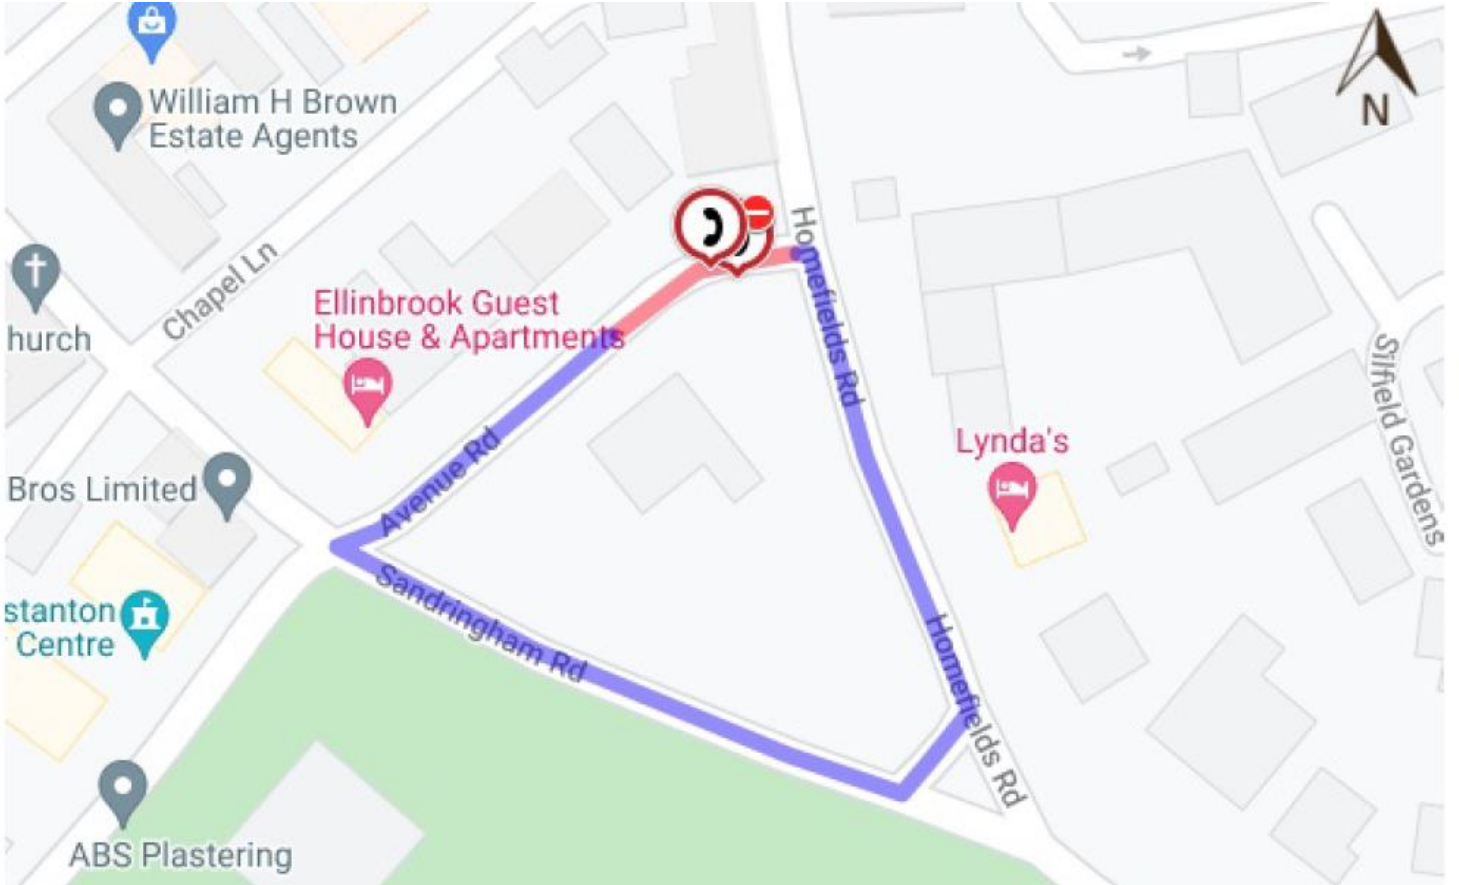 William H Brown
Estate Agents
N
Chapel Ln
Homefields Rd
Ellinbrook Guest
House & Apartments
hurch
Silfield Gardens
Avenue Rd
Lynda's
Bros Limited
Sandringham Rd
stanton
Centre
Homefields Rd
ABS Plastering